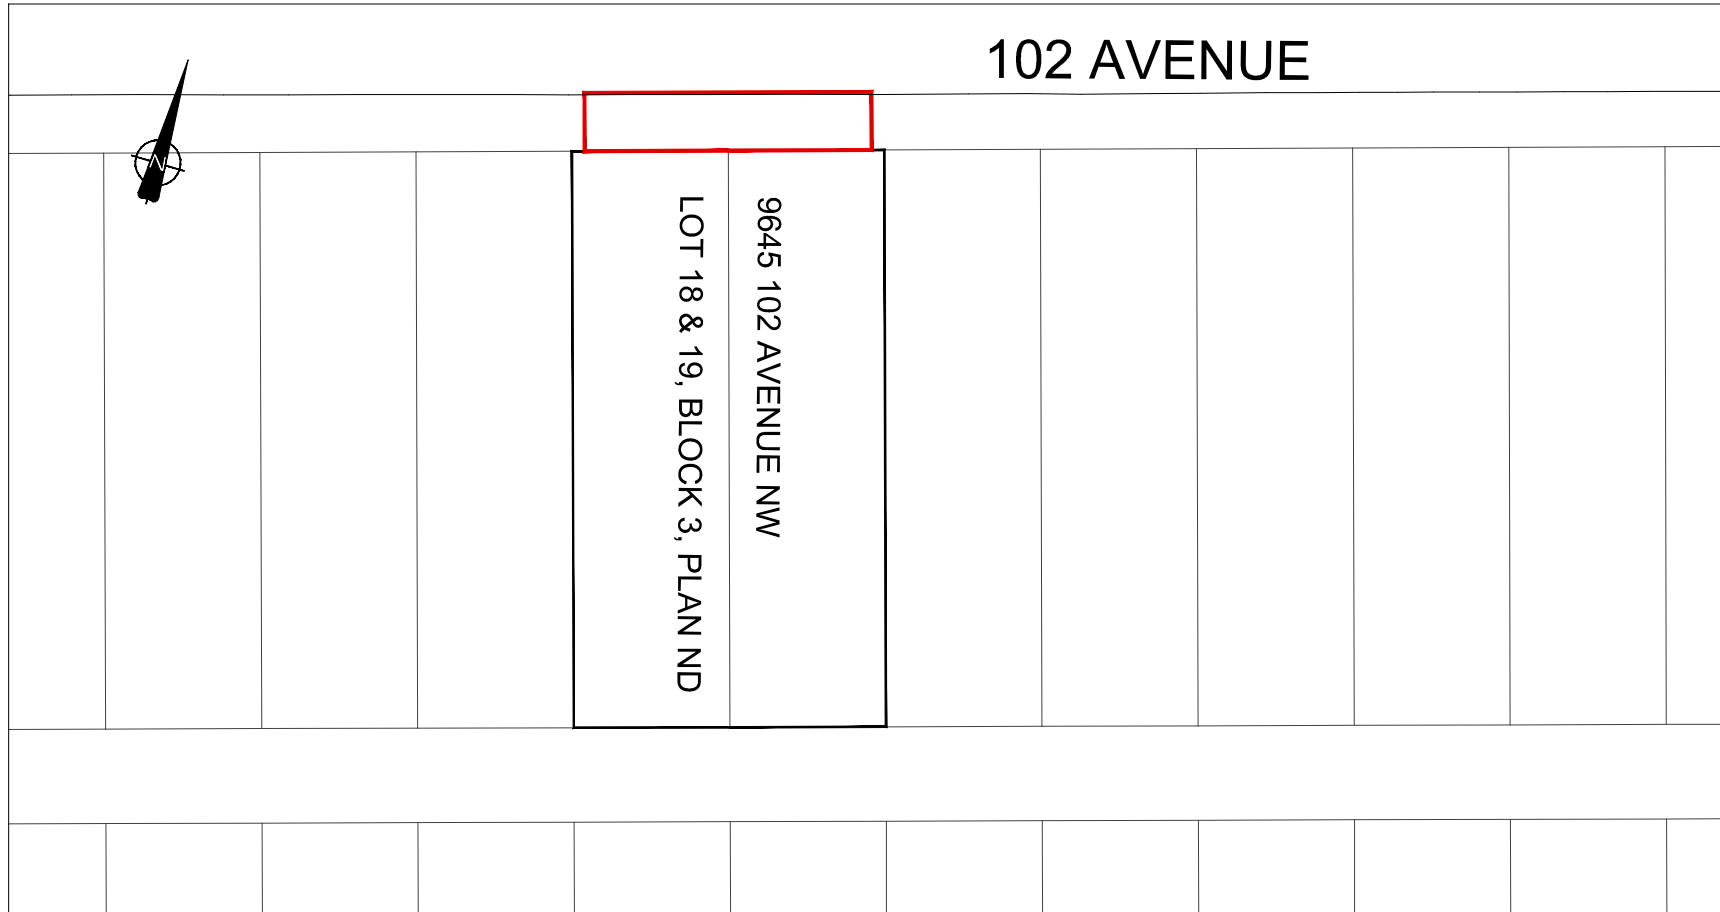 102 AVENUE
N
9645 102 AVENUE NW
LOT 18 & 19, BLOCK 3, PLAN ND